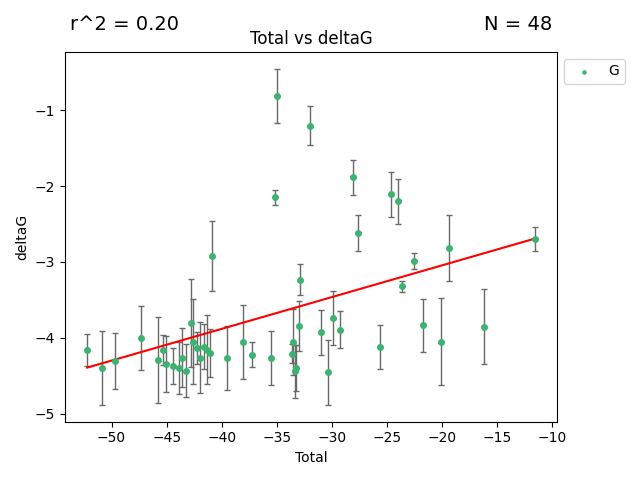 r^2 = 0.20
N = 48
Total vs deltaG
G
deltaG
−1
−2
−3
−4
−5
−50 −45 −40 −35 −30 −25 −20 −15 −10
Total